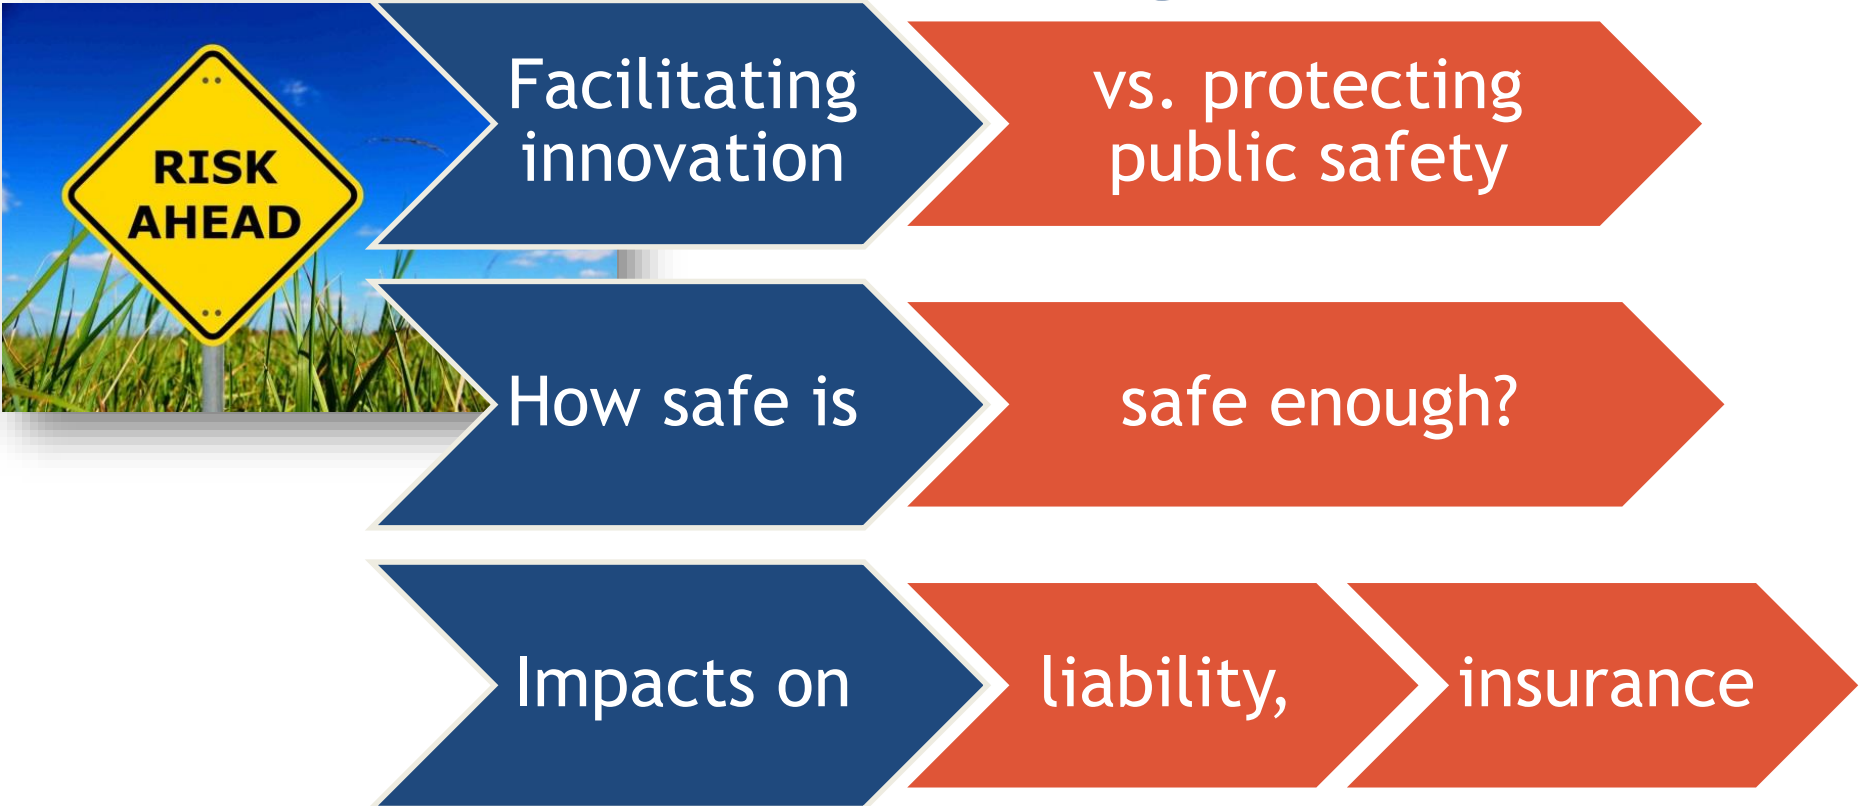 RISK
AHEAD
Facilitating
innovation
vs. protecting
public safety
How safe is
safe enough?
Impacts on
liability,
insurance